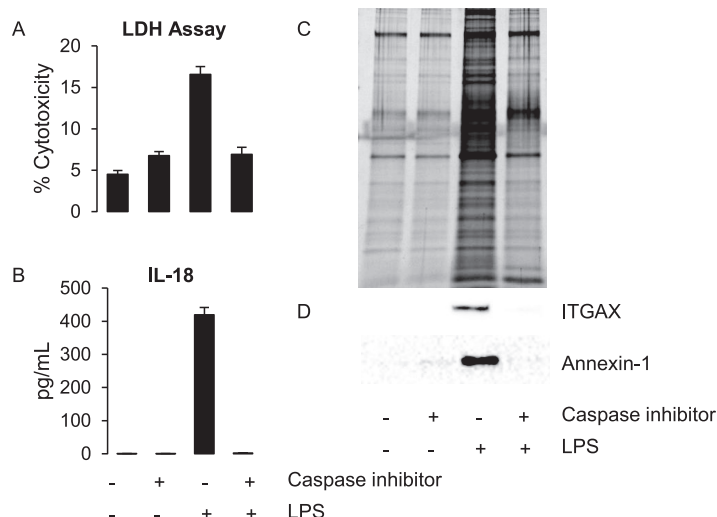 A
LDH Assay
% Cytotoxicity
20
15
10
5
0
B
IL-18
pg/mL
500
400
300
200
100
0
- + - + Caspase inhibitor
- - + + LPS
C
D
ITGAX
Annexin-1
- + - + Caspase inhibitor
- - + + LPS